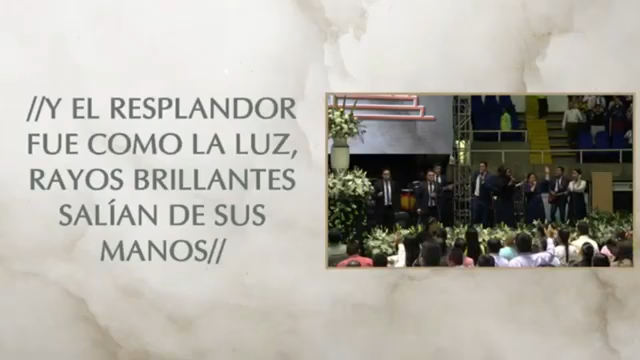 //Y EL RESPLANDOR
FUE COMO LA LUZ,
RAYOS BRILLANTES
SALÍAN DE SUS
MANOS//